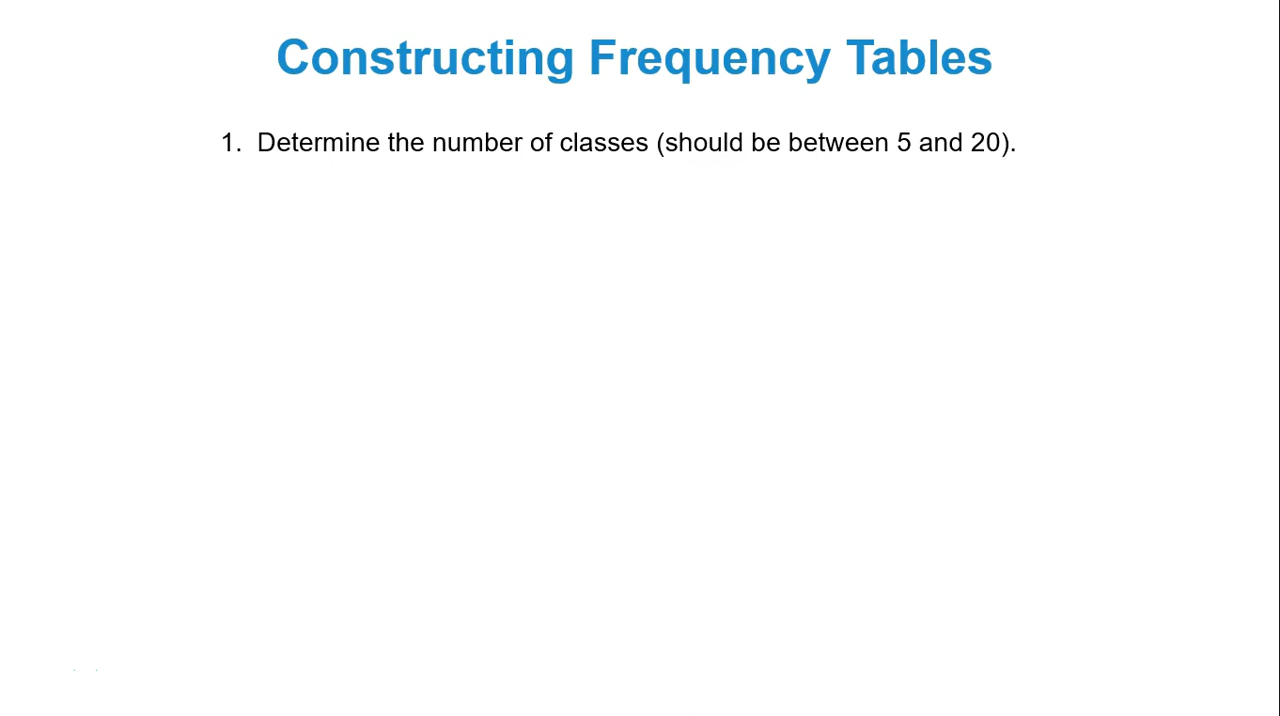 Constructing Frequency Tables
1. Determine the number of classes (should be between 5 and 20).